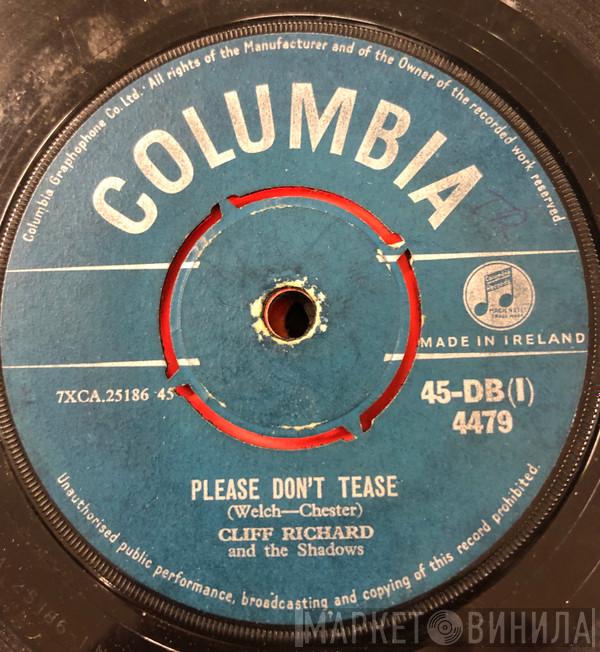 Columbia Graphophone Co. Ltd. · All rights of the Manufacturer and of the Owner of the recorded work reserved.
COLUMBIA
MADE IN IRELAND
7XCA.25186 45
45-DB(I)
4479
PLEASE DON'T TEASE
(Welch—Chester)
CLIFF RICHARD
and the Shadows
Unauthorised public performance, broadcasting and copying of this record prohibited.
МАРКЕТ ВИНИЛА